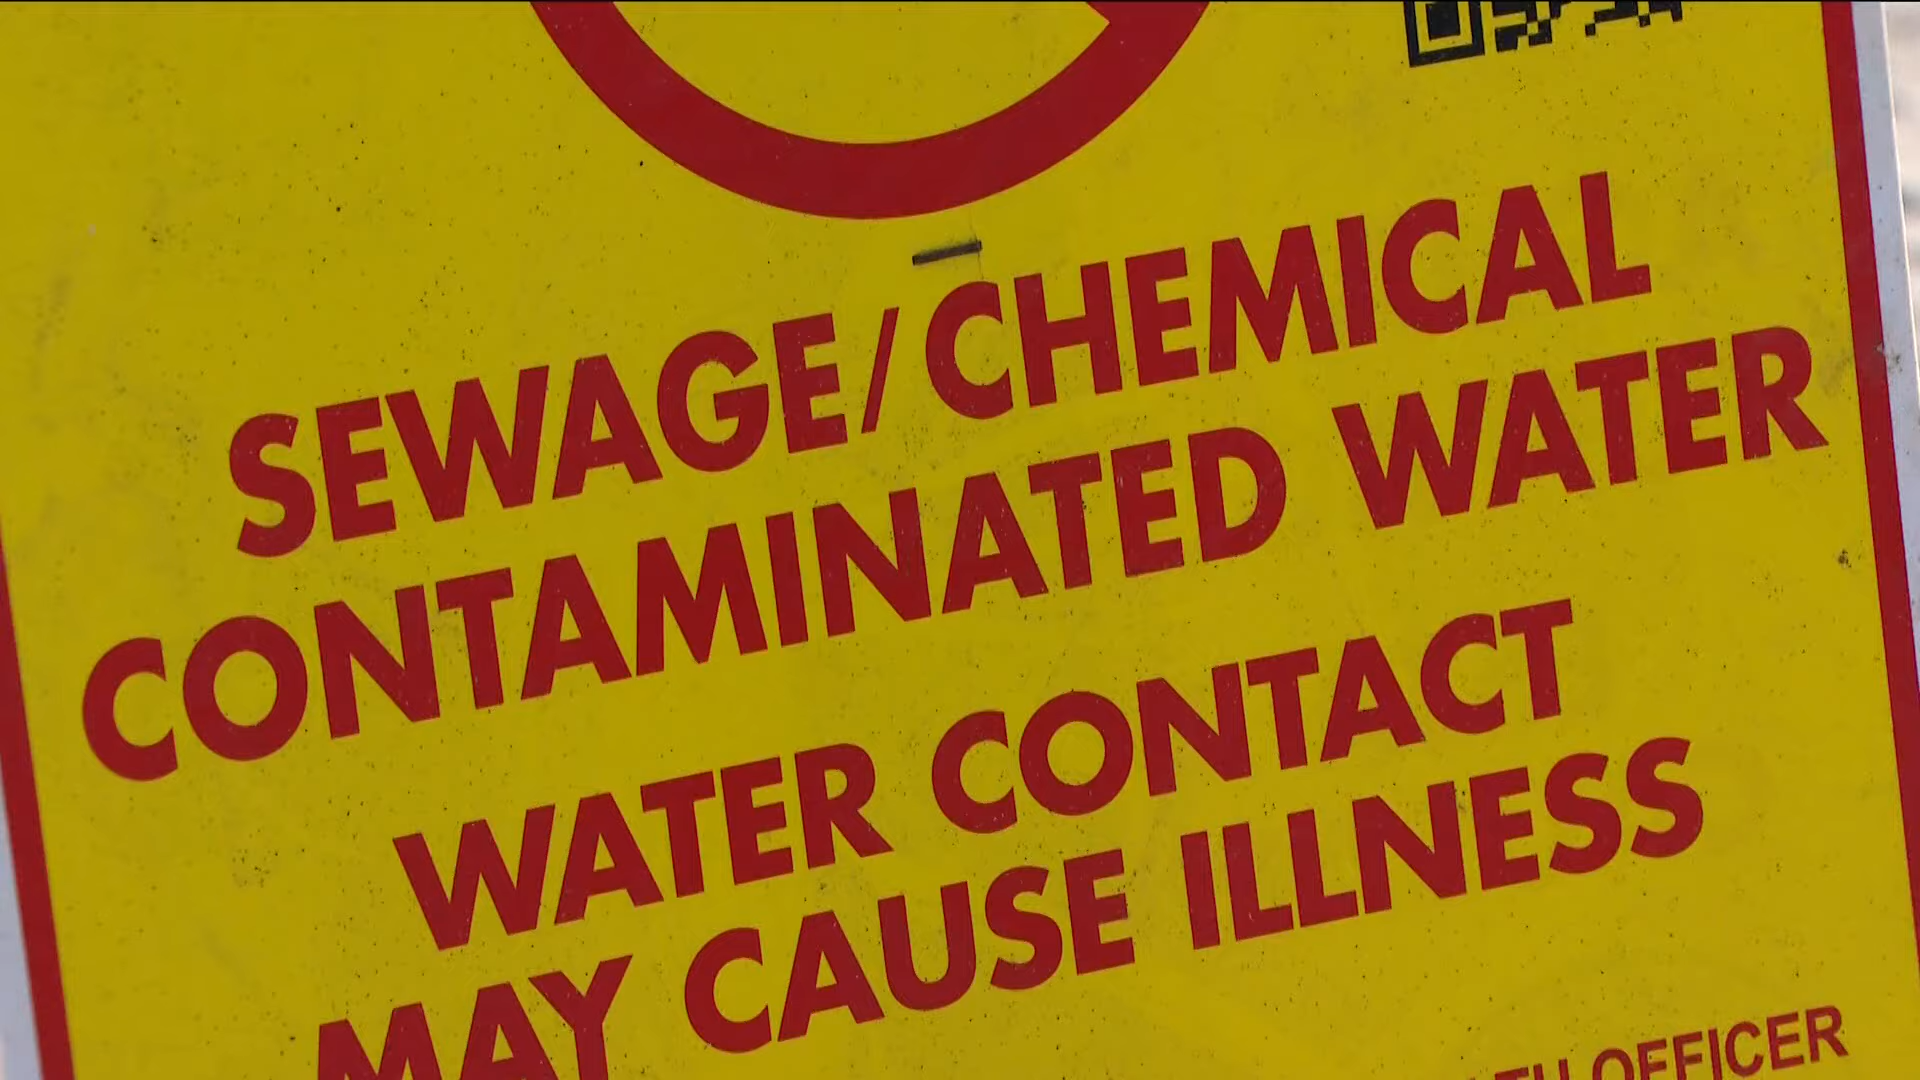 SEWAGE/CHEMICAL
CONTAMINATED WATER
WATER CONTACT
MAY CAUSE ILLNESS
OFFICER